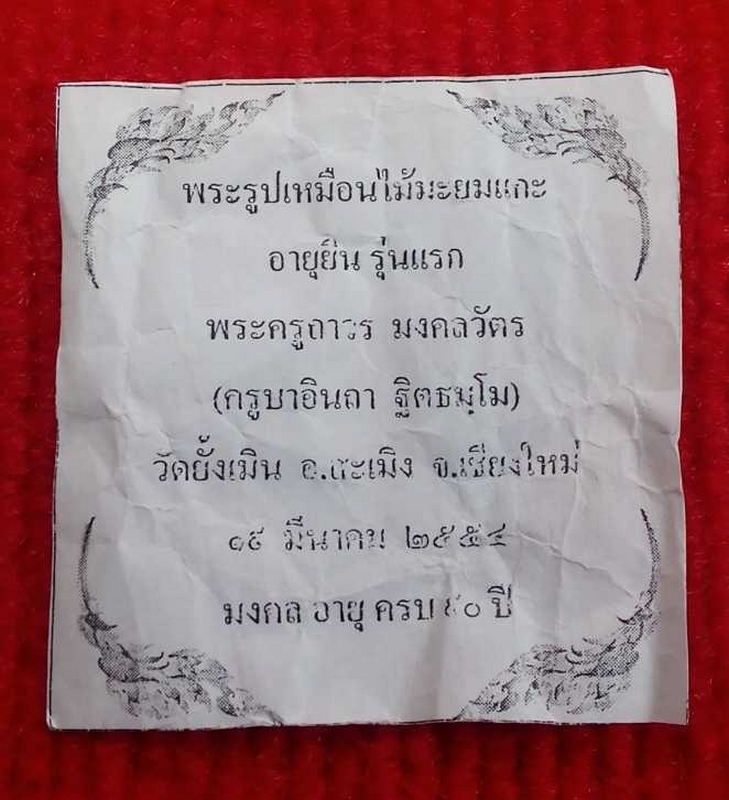 พระรูปเหมือนไม้มะยมแกะ
อายุยืน รุ่นแรก
พระครูถาวร มงคลวัตร
(ครูบาอินถา ฐิตธมฺโม)
วัดยั้งเมิน อ.สะเมิง จ.เชียงใหม่
๑๙ มีนาคม ๒๕๕๔
มงคล อายุ ครบ ๘๐ ปี